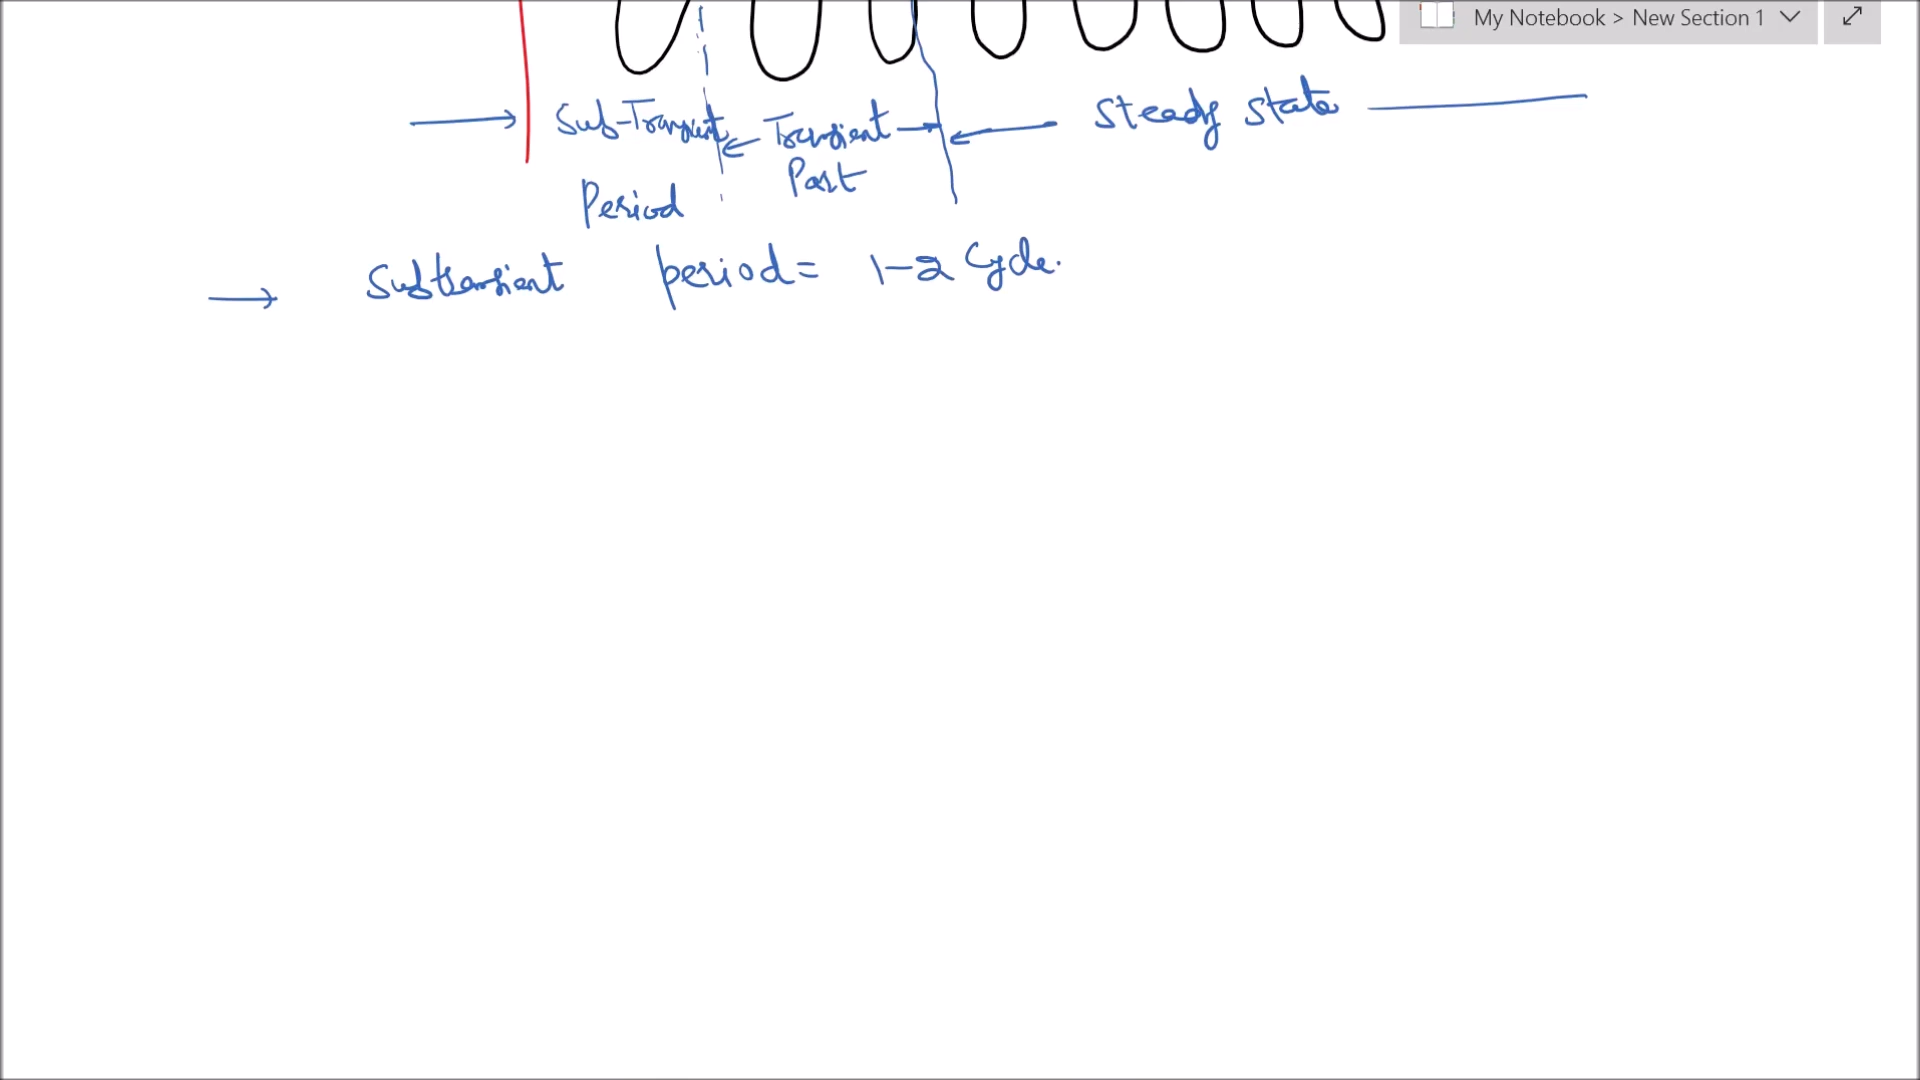 My Notebook > New Section 1
Sub-Transient Transient Steady state
Period Part
→ Subtransient period = 1-2 Cycle.